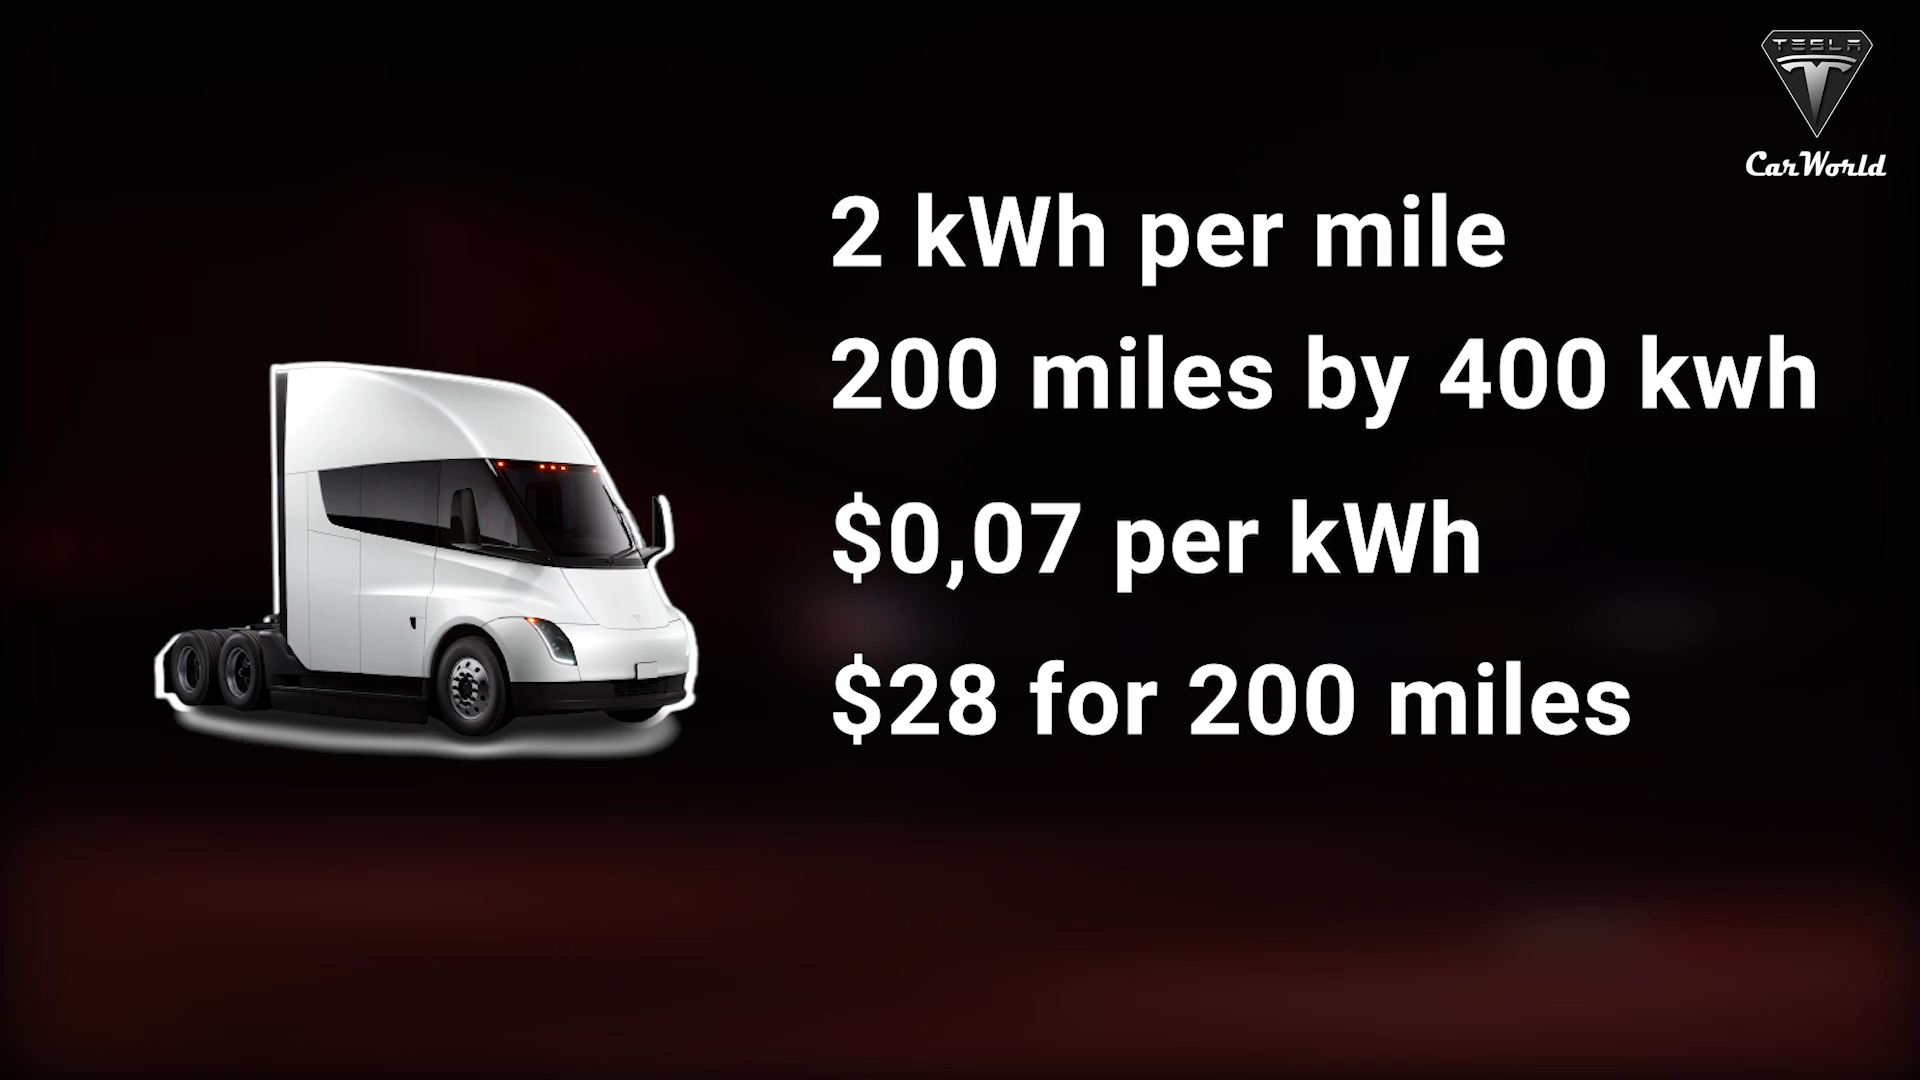 TESLA
CarWorld
2 kWh per mile
200 miles by 400 kwh
$0,07 per kWh
$28 for 200 miles